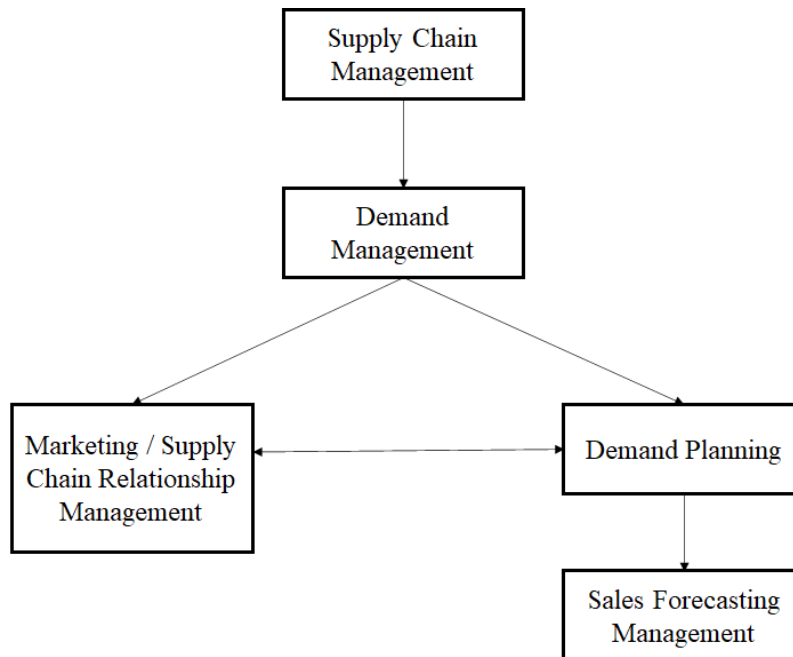 Supply Chain
Management
Demand
Management
Marketing / Supply
Chain Relationship
Management
Demand Planning
Sales Forecasting
Management